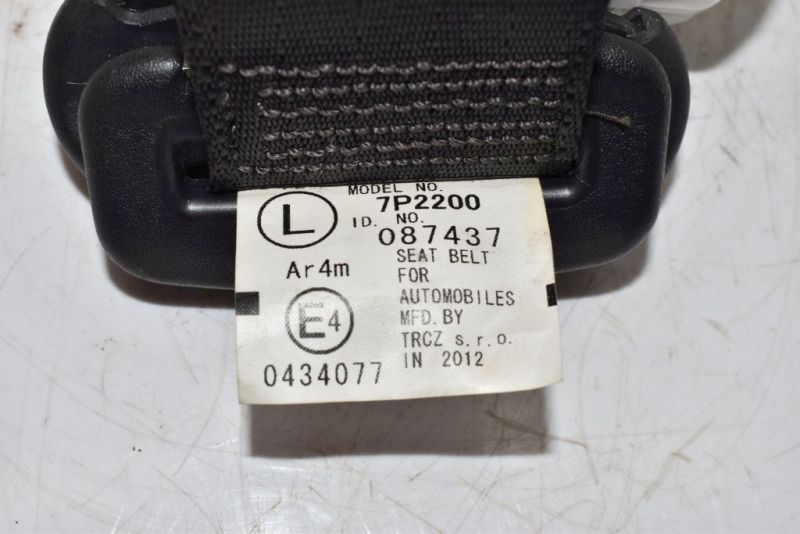 MODEL NO.
7P2200
L
ID. NO.
087437
Ar4m
SEAT BELT
FOR
AUTOMOBILES
E4
MFD. BY
TRCZ s.r.o.
0434077
IN 2012